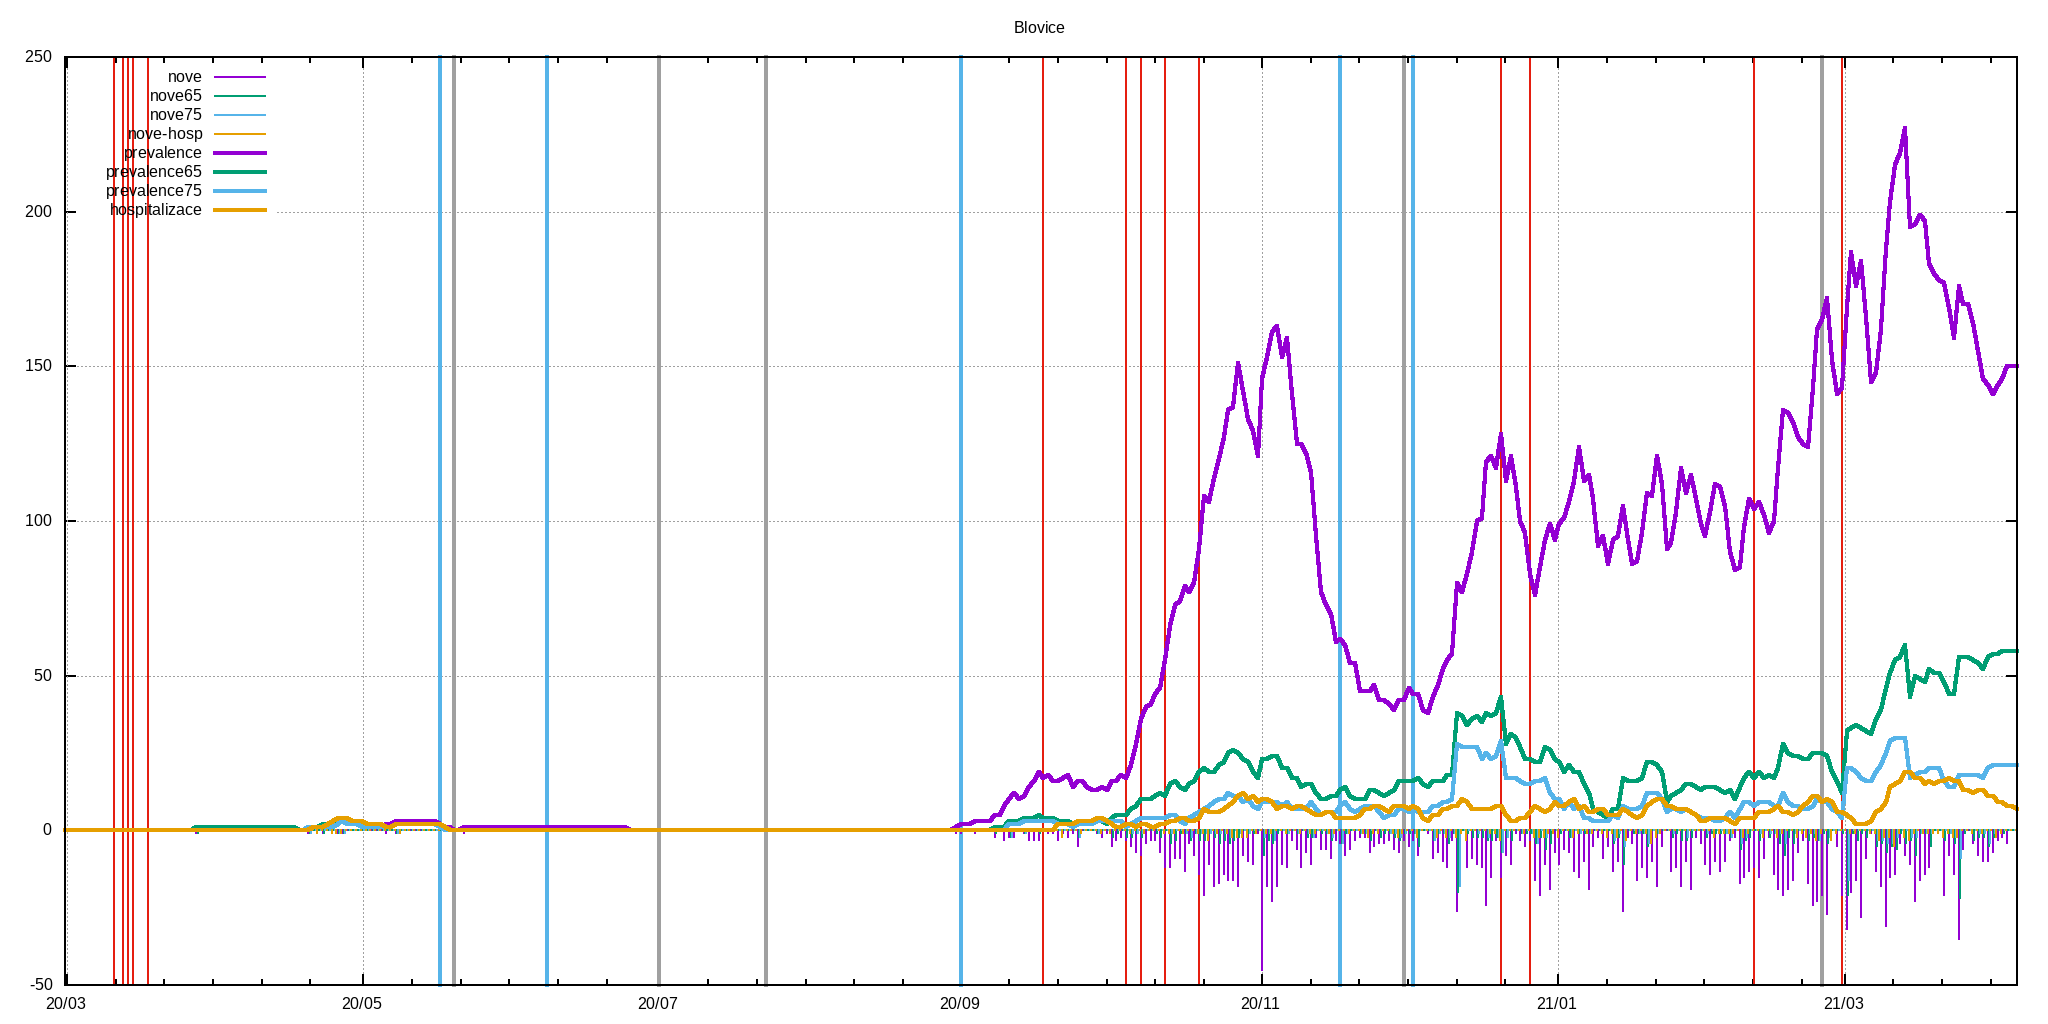 Blovice
250
nove
nove65
nove75
nove-hosp
prevalence
prevalence65
prevalence75
hospitalizace
200
150
100
50
0
-50
20/03 20/05 20/07 20/09 20/11 21/01 21/03